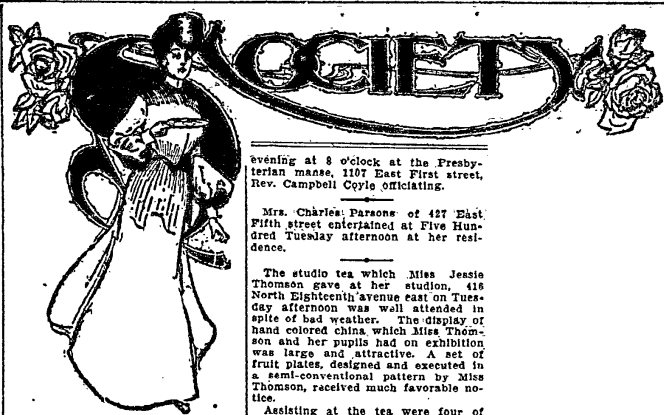 SOCIETY
evening at 8 o'clock at the Presby-
terian manse, 1107 East First street,
Rev. Campbell Coyle officiating.
Mrs. Charles Parsons of 427 East
Fifth street entertained at Five Hun-
dred Tuesday afternoon at her resi-
dence.
The studio tea which Miss Jessie
Thomson gave at her studion, 416
North Eighteenth avenue east on Tues-
day afternoon was well attended in
spite of bad weather. The display of
hand colored china which Miss Thom-
son and her pupils had on exhibition
was large and attractive. A set of
fruit plates, designed and executed in
a semi-conventional pattern by Miss
Thomson, received much favorable no-
tice.
Assisting at the tea were four of